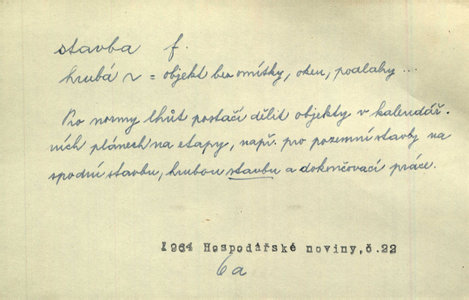 stavba f.
hrubá ~ = objekt bez omítky, oken, podlahy ...
Pro normy lhůt postačí dělit objekty v kalendář-
ních plánech na etapy, např. pro pozemní stavby na
spodní stavbu, hrubou stavbu a dokončovací práce.
1964 Hospodářské noviny,č.22
6a